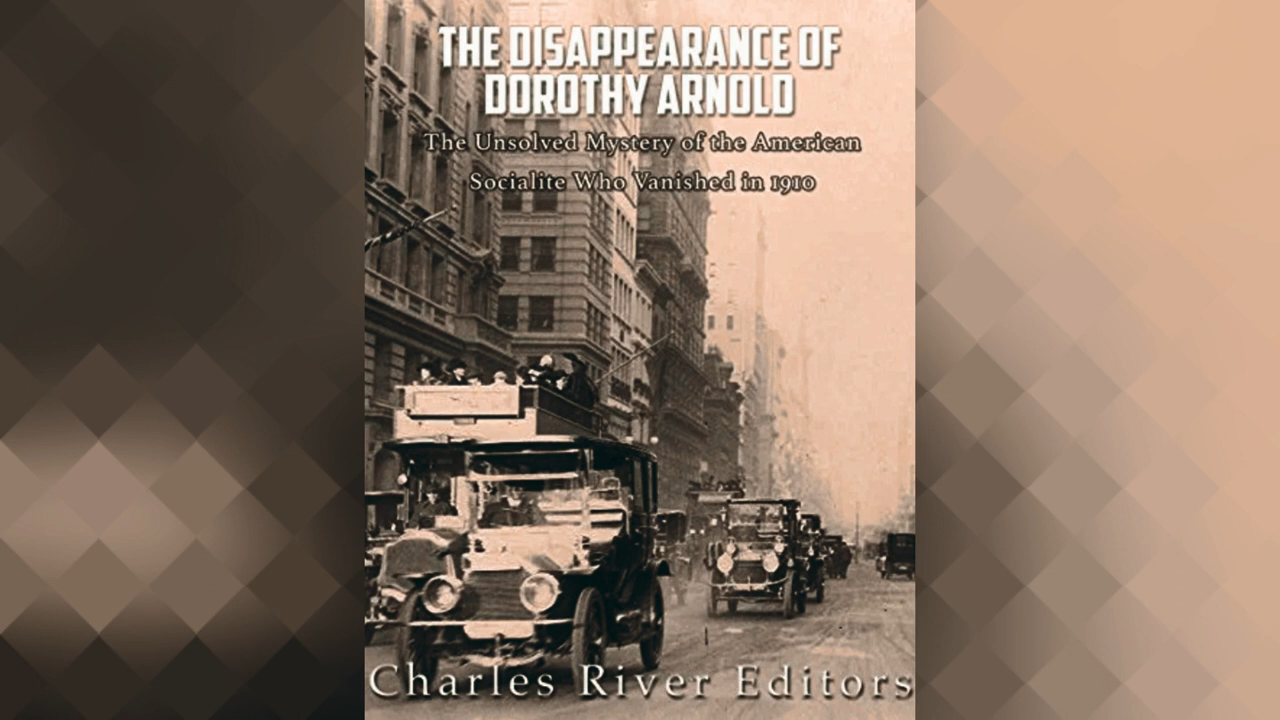 THE DISAPPEARANCE OF
DOROTHY ARNOLD
The Unsolved Mystery of the American
Socialite Who Vanished in 1910
Charles River Editors